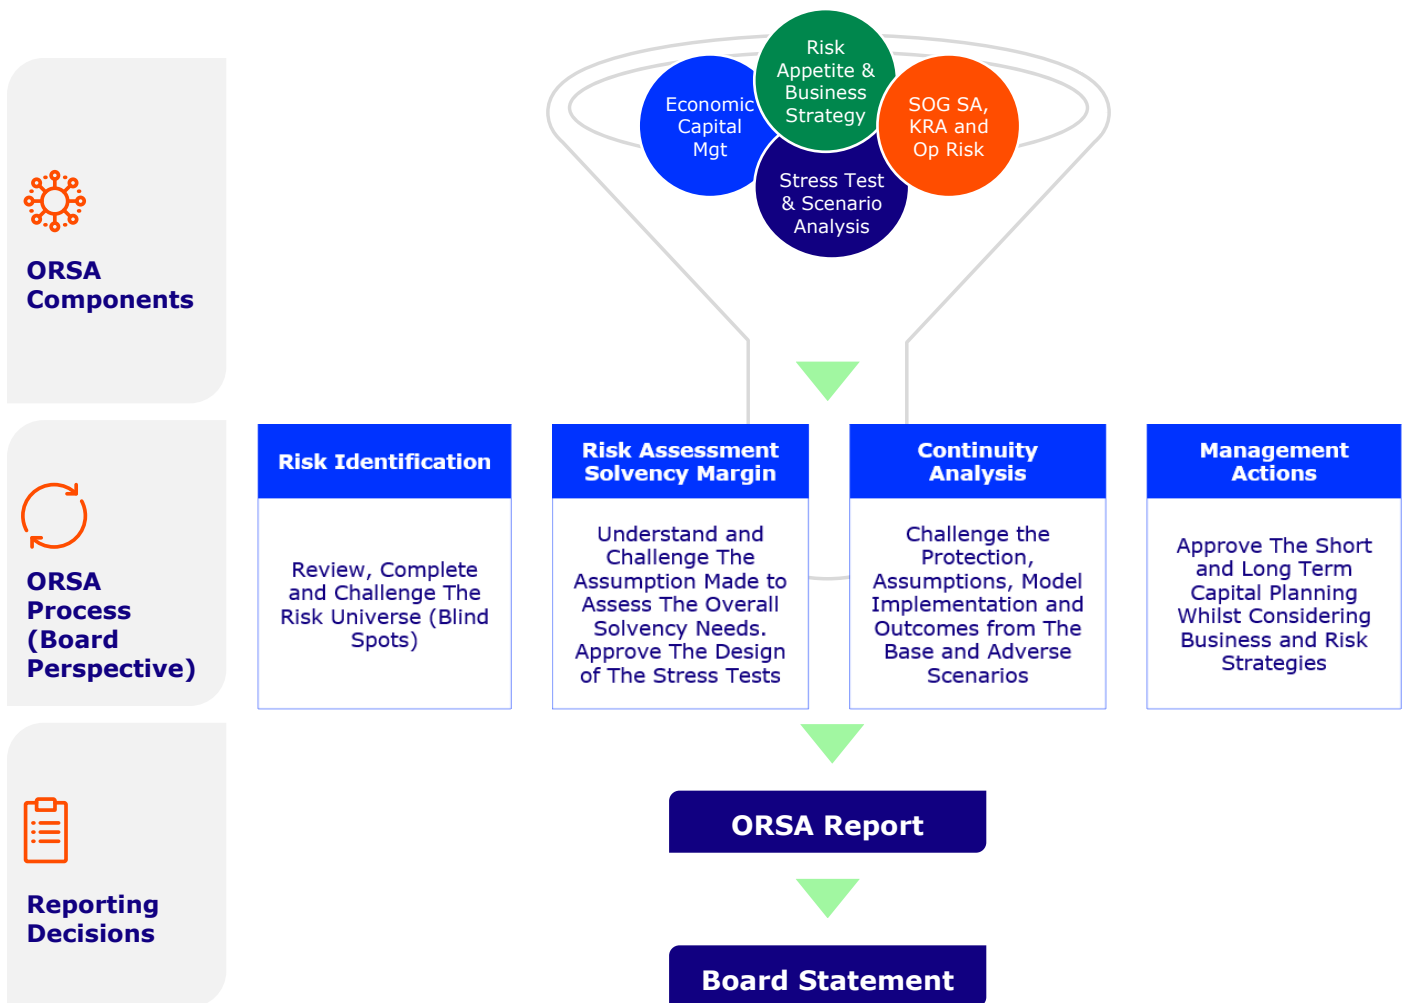 Risk
Appetite &
Business
Strategy
Economic
Capital
Mgt
SOG SA,
KRA and
Op Risk
Stress Test
& Scenario
Analysis
ORSA
Components
Risk Identification
Review, Complete
and Challenge The
Risk Universe (Blind
Spots)
Risk Assessment
Solvency Margin
Understand and
Challenge The
Assumption Made to
Assess The Overall
Solvency Needs.
Approve The Design
of The Stress Tests
Continuity
Analysis
Challenge the
Protection,
Assumptions, Model
Implementation and
Outcomes from The
Base and Adverse
Scenarios
Management
Actions
Approve The Short
and Long Term
Capital Planning
Whilst Considering
Business and Risk
Strategies
ORSA
Process
(Board
Perspective)
ORSA Report
Reporting
Decisions
Board Statement